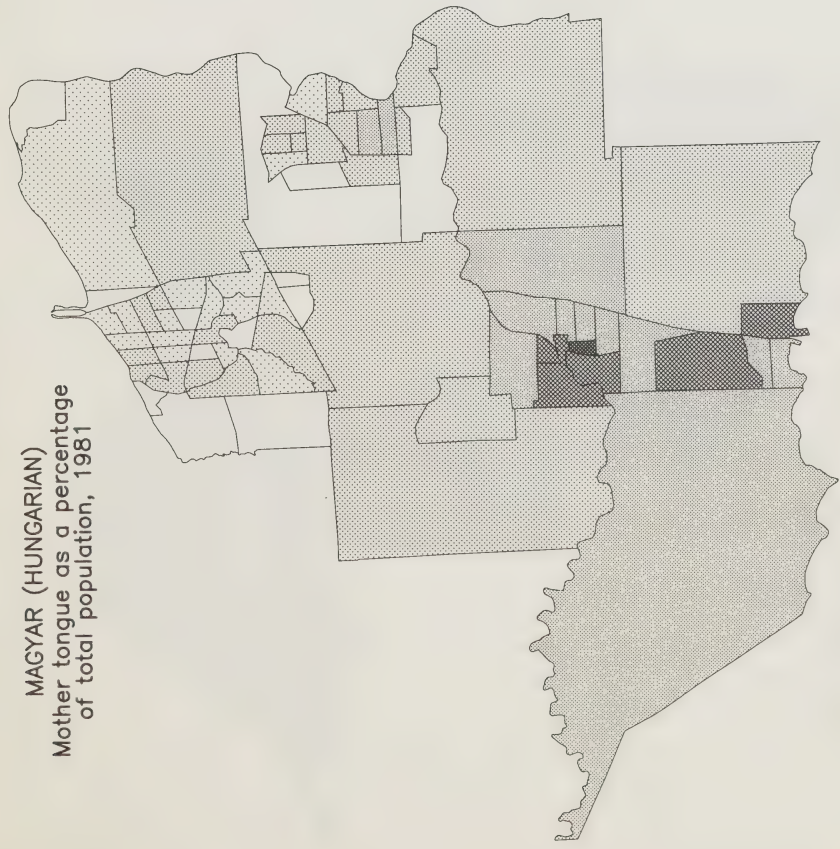 MAGYAR (HUNGARIAN)
Mother tongue as a percentage
of total population, 1981